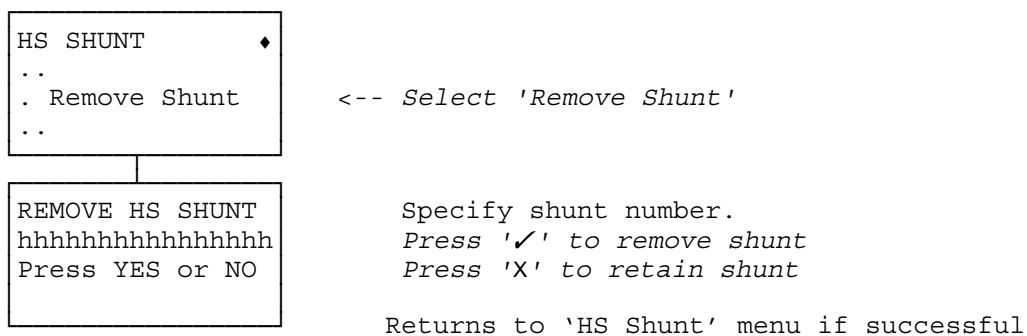 HS SHUNT ♦
..
. Remove Shunt <-- Select 'Remove Shunt'
..
REMOVE HS SHUNT Specify shunt number.
hhhhhhhhhhhhhhhh Press '✓' to remove shunt
Press YES or NO Press 'X' to retain shunt
Returns to ‘HS Shunt’ menu if successful